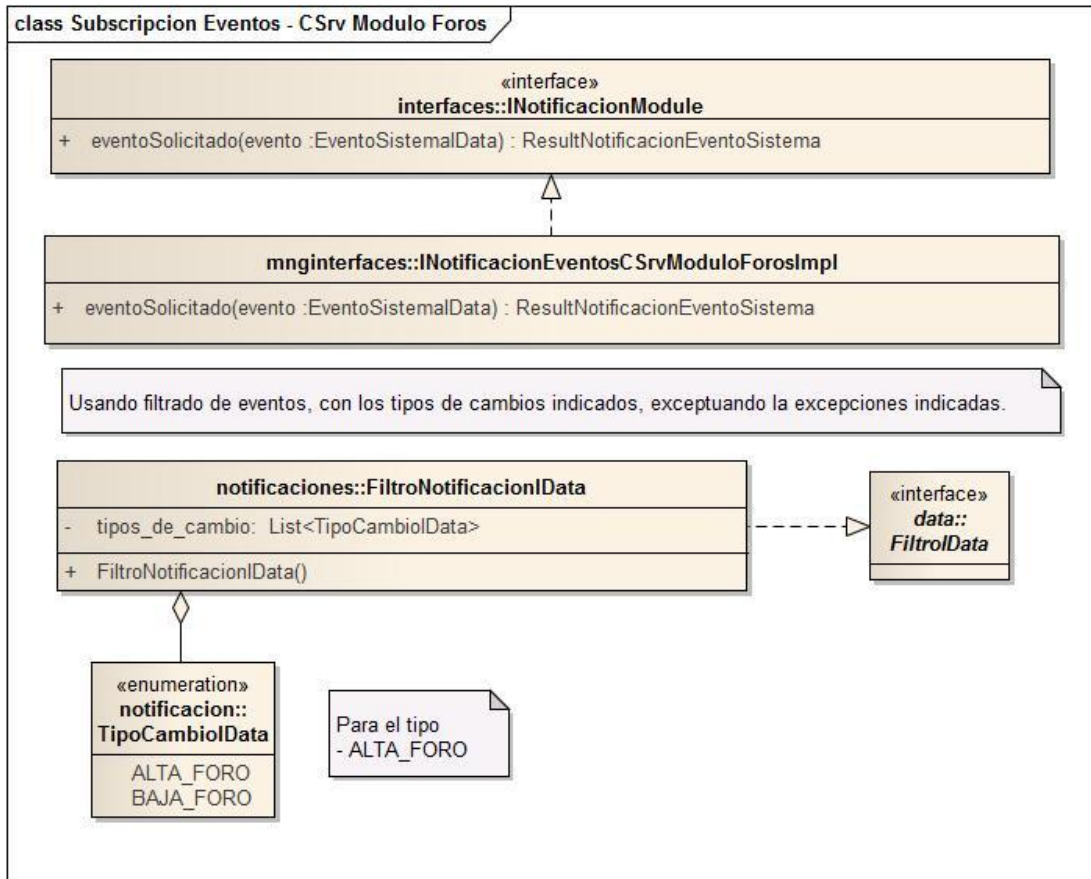 class Subscripcion Eventos - CSrv Modulo Foros
«interface»
interfaces::INotificacionModule
+ eventoSolicitado(evento :EventoSistemaIData) : ResultNotificacionEventoSistema
mnginterfaces::INotificacionEventosCSrvModuloForosImpl
+ eventoSolicitado(evento :EventoSistemaIData) : ResultNotificacionEventoSistema
Usando filtrado de eventos, con los tipos de cambios indicados, exceptuando la excepciones indicadas.
notificaciones::FiltroNotificacionIData
- tipos_de_cambio: List<TipoCambioIData>
+ FiltroNotificacionIData()
«interface»
data::
FiltroIData
«enumeration»
notificacion::
TipoCambioIData
ALTA_FORO
BAJA_FORO
Para el tipo
- ALTA_FORO